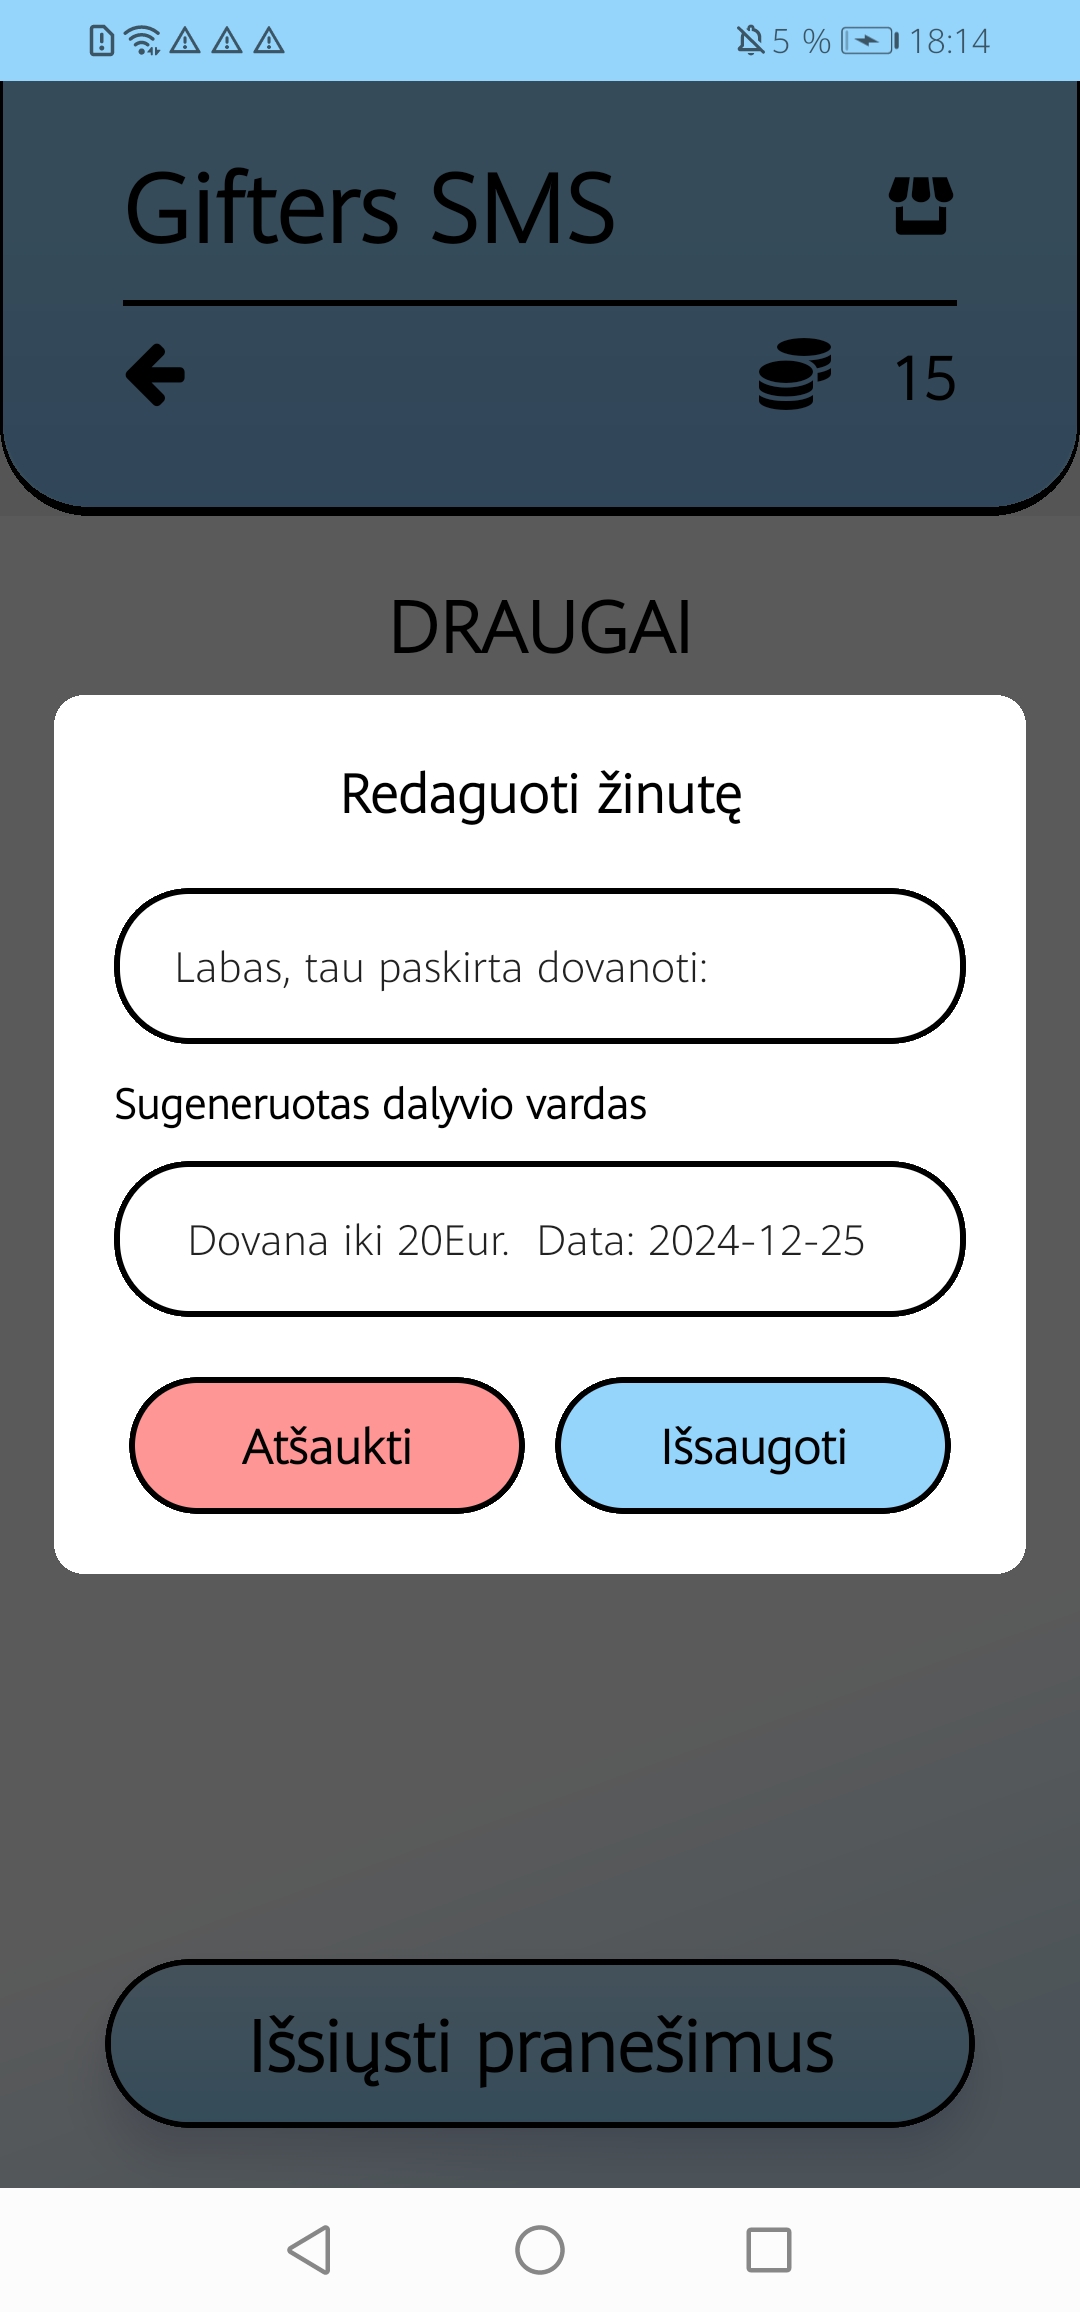 5 % 18:14
Gifters SMS
15
DRAUGAI
Redaguoti žinutę
Labas, tau paskirta dovanoti:
Sugeneruotas dalyvio vardas
Dovana iki 20Eur.  Data: 2024-12-25
Atšaukti
Išsaugoti
Išsiųsti pranešimus